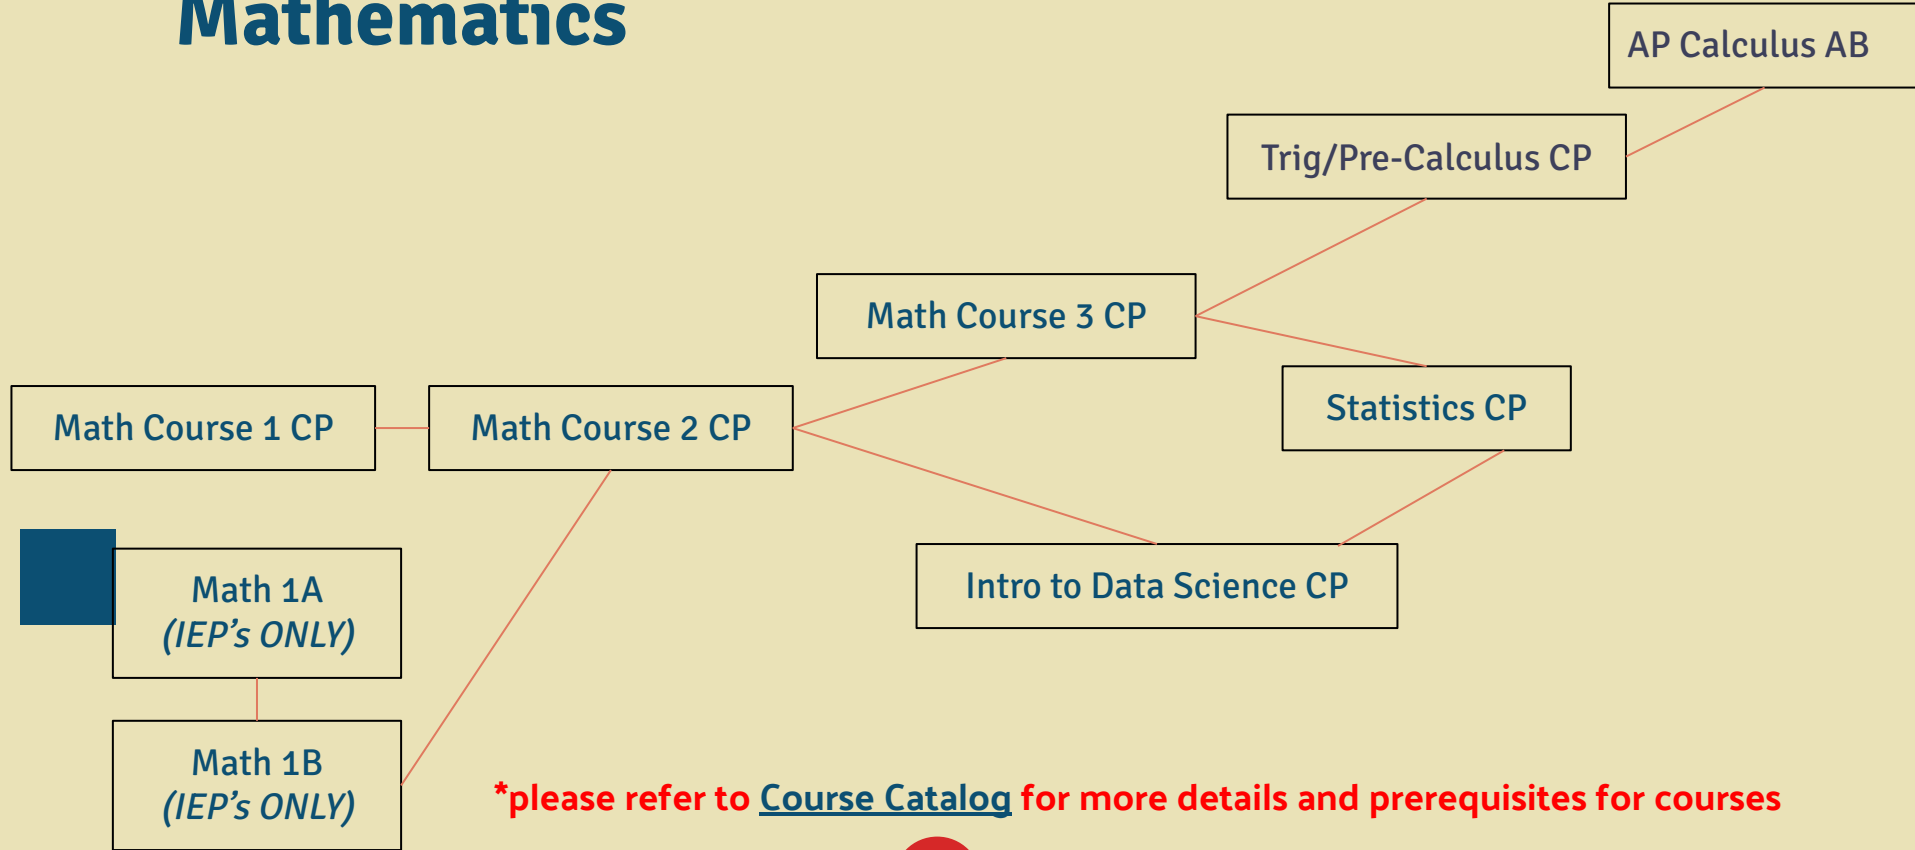 Mathematics
AP Calculus AB
Trig/Pre-Calculus CP
Math Course 3 CP
Statistics CP
Math Course 1 CP
Math Course 2 CP
Intro to Data Science CP
Math 1A
(IEP’s ONLY)
Math 1B
(IEP’s ONLY)
*please refer to Course Catalog for more details and prerequisites for courses